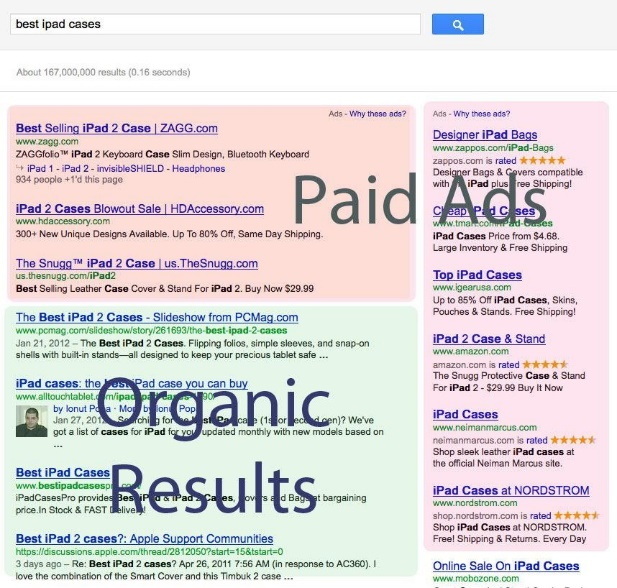 best ipad cases
About 167,000,000 results (0.16 seconds)
Ads - Why these ads?
Best Selling iPad 2 Case | ZAGG.com
www.zagg.com
ZAGGfolio™ iPad 2 Keyboard Case Slim Design, Bluetooth Keyboard
iPad 1 - iPad 2 - invisibleSHIELD - Headphones
934 people +1'd this page
iPad 2 Cases Blowout Sale | HDAccessory.com
www.hdaccessory.com
300+ New Unique Designs Available. Up To 80% Off, Same Day Shipping.
The Snugg™ iPad 2 Case | us.TheSnugg.com
us.thesnugg.com/iPad2
Best Selling Leather Case Cover & Stand For iPad 2. Buy Now $29.99
Paid Ads
The Best iPad 2 Cases - Slideshow from PCMag.com
www.pcmag.com/slideshow/story/261693/the-best-ipad-2-cases
Jan 21, 2012 – The Best iPad 2 Cases. Flipping folios, simple sleeves, and snap-on
shells with built-in stands—all designed to keep your precious tablet safe ...
iPad cases: the best iPad case you can buy
www.alltouchtablet.com/
by Ionut Popa - More by Ionut Popa
Jan 27, 2012 – Searching for the best iPad case (1st or second gen)? We've
got a list of cases for iPad for you, updated monthly with new models based on
...
Best iPad Cases
www.bestipadcases
iPadCasesPro provides Best iPad & iPad 2 Cases, Covers and Bags at bargaining
price.In Stock & FAST Delivery!
Organic
Results
Best iPad 2 cases?: Apple Support Communities
https://discussions.apple.com/thread/2812050?start=15&tstart=0
3 days ago – Re: Best iPad 2 cases? Apr 26, 2011 7:56 AM (in response to AC360). I
love the combination of the Smart Cover and this Timbuk 2 case ...
Ads - Why these ads?
Designer iPad Bags
www.zappos.com/iPad-Bags
zappos.com is rated
Designer Bags & Covers compatible
with iPad plus Free Shipping!
Cheap iPad Cases
www.tmart.com/iPad-Cases
iPad Cases Price from $4.68.
Large Inventory & Free Shipping
Top iPad Cases
www.igearusa.com
Up to 85% Off iPad Cases, Skins,
Pouches & Stands. Free Shipping!
iPad 2 Case & Stand
www.amazon.com
amazon.com is rated
The Snugg Protective Case & Stand
For iPad 2 - $29.99 Buy It Now
iPad Cases
www.neimanmarcus.com
neimanmarcus.com is rated
Shop sleek leather iPad cases at
the official Neiman Marcus site.
iPad Cases at NORDSTROM
www.nordstrom.com
shop.nordstrom.com is rated
Shop iPad Cases at NORDSTROM.
Free! Shipping & Returns. Every Day
Online Sale On iPad Cases
www.mobozone.com